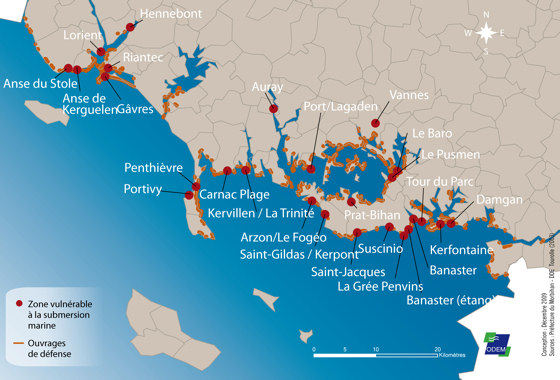 Hennebont
N
W E
S
Lorient
Riantec
Anse du Stole
Anse de
Kerguelen
Gâvres
Auray
Port/Lagaden
Vannes
Le Baro
Le Pusmen
Penthièvre
Portivy
Carnac Plage
Kervillen / La Trinité
Tour du Parc
Damgan
Prat-Bihan
Arzon/Le Fogéo
Saint-Gildas / Kerpont
Suscinio
Kerfontaine
Saint-Jacques
Banaster
La Grée Penvins
Banaster (étang)
Zone vulnérable
à la submersion
marine
Ouvrages
de défense
0 5 10 20
Kilomètres
ODEM
Conception : Décembre 2009